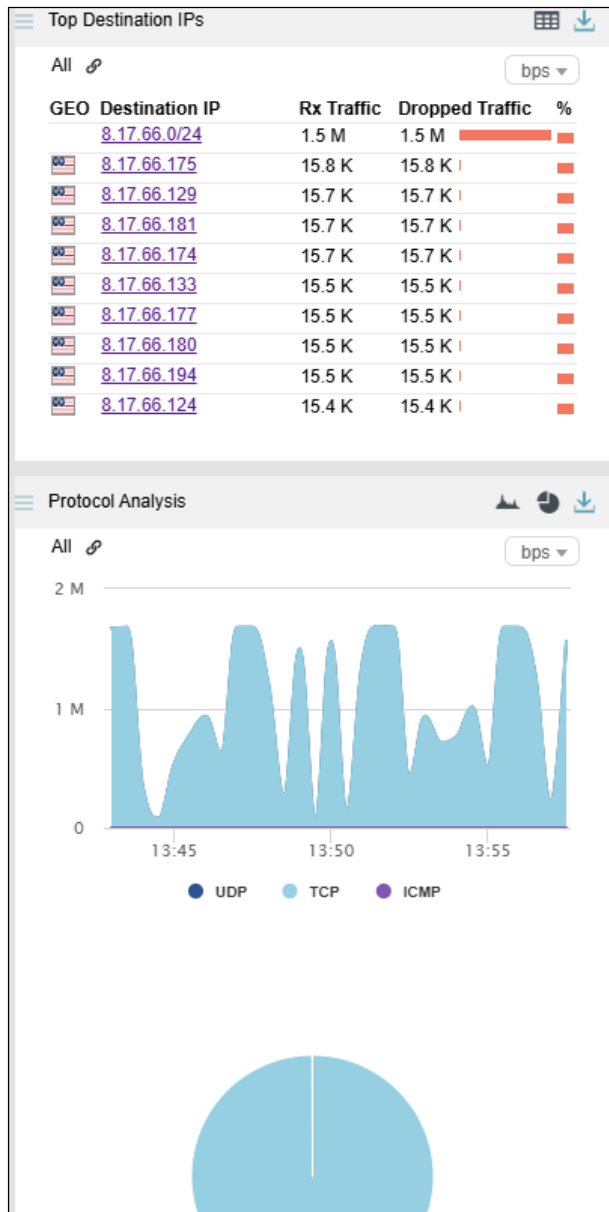 Top Destination IPs
All
bps
GEO Destination IP Rx Traffic Dropped Traffic %
8.17.66.0/24 1.5 M 1.5 M
8.17.66.175 15.8 K 15.8 K
8.17.66.129 15.7 K 15.7 K
8.17.66.181 15.7 K 15.7 K
8.17.66.174 15.7 K 15.7 K
8.17.66.133 15.5 K 15.5 K
8.17.66.177 15.5 K 15.5 K
8.17.66.180 15.5 K 15.5 K
8.17.66.194 15.5 K 15.5 K
8.17.66.124 15.4 K 15.4 K
Protocol Analysis
All
bps
2 M
1 M
0
13:45 13:50 13:55
UDP TCP ICMP